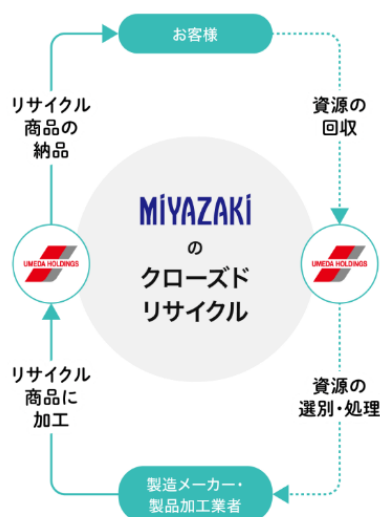 お客様
リサイクル
商品の
納品
資源の
回収
MiYAZAKi
の
クローズド
リサイクル
UMEDA HOLDINGS
UMEDA HOLDINGS
リサイクル
商品に
加工
資源の
選別・処理
製造メーカー・
製品加工業者